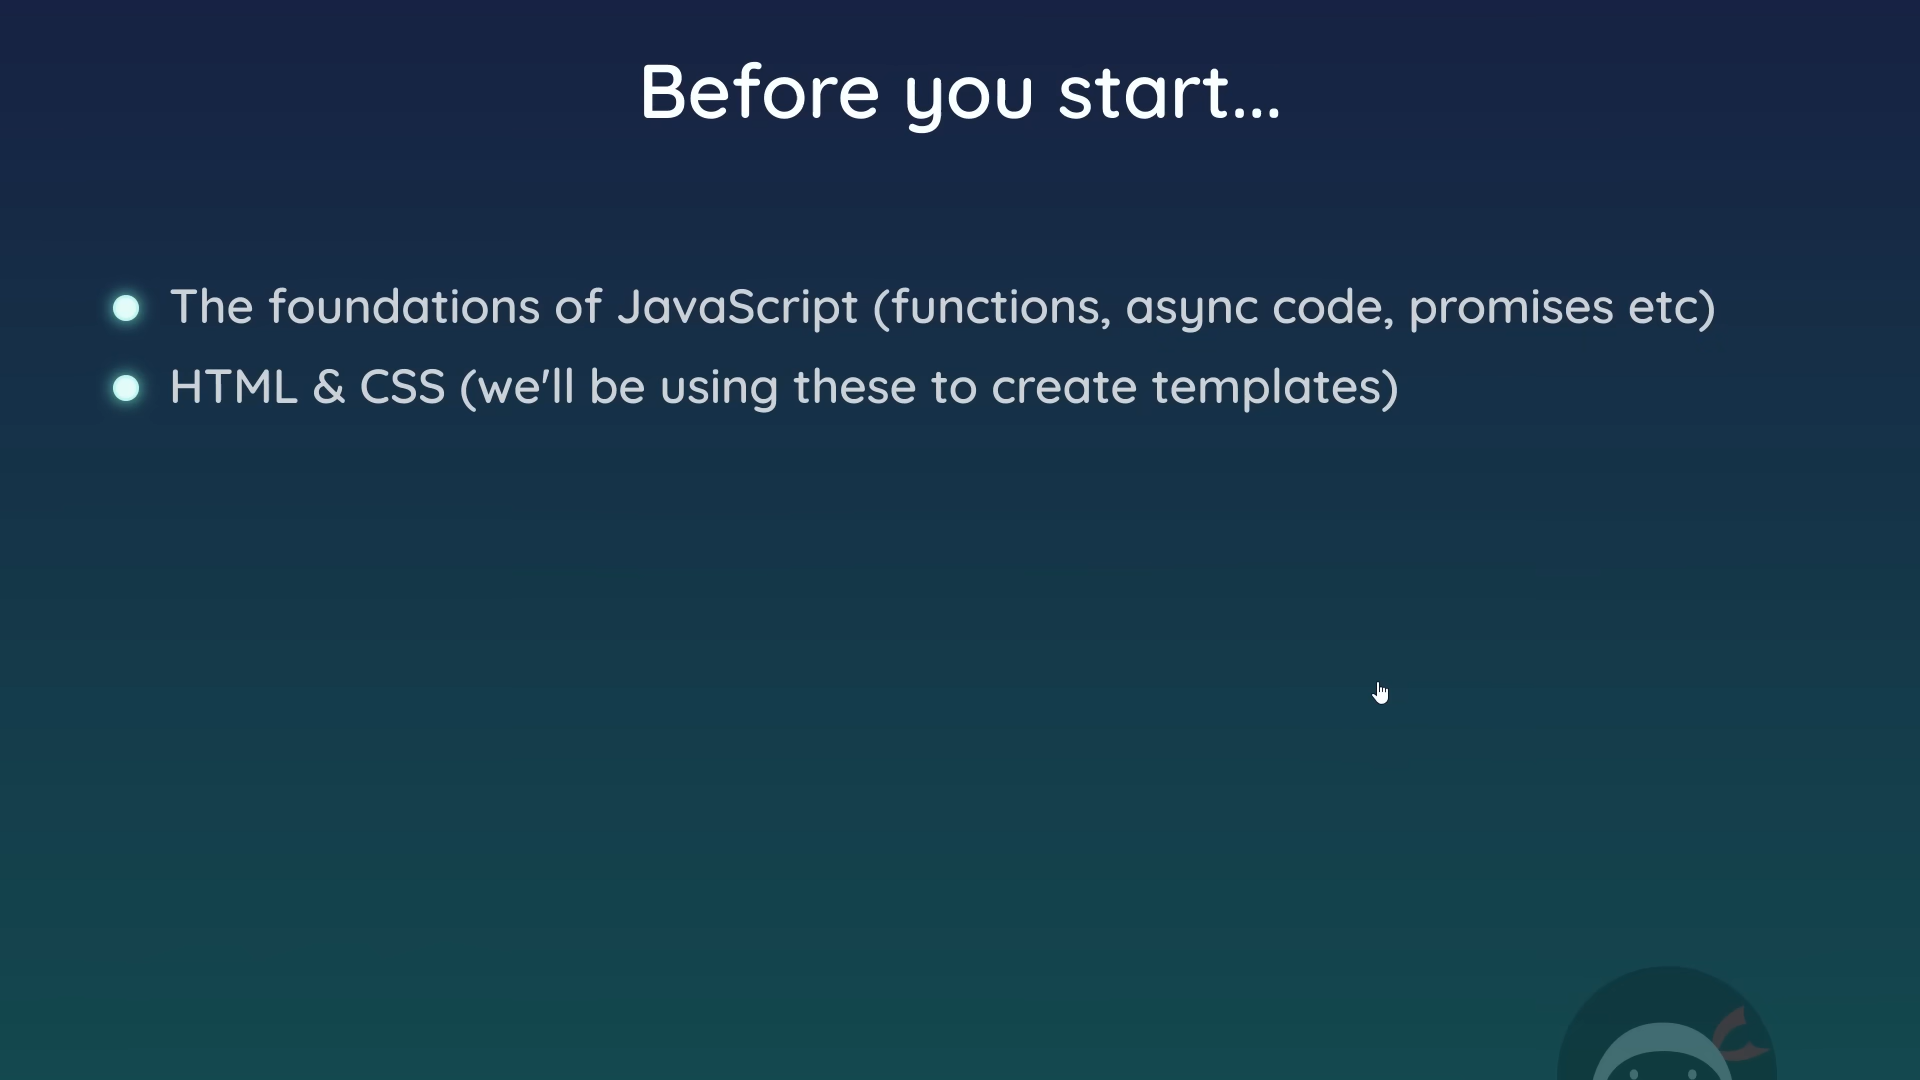 Before you start...
The foundations of JavaScript (functions, async code, promises etc)
HTML & CSS (we'll be using these to create templates)